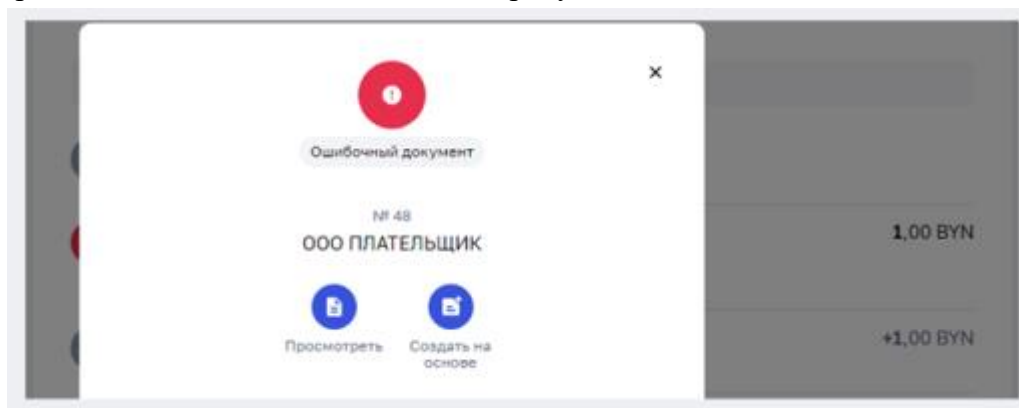 ×
Ошибочный документ
№ 48
ООО ПЛАТЕЛЬЩИК
1,00 BYN
Просмотреть
Создать на
основе
+1,00 BYN